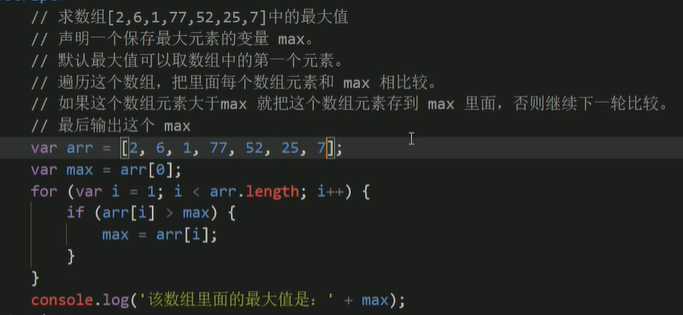 // 求数组[2,6,1,77,52,25,7]中的最大值
// 声明一个保存最大元素的变量 max。
// 默认最大值可以取数组中的第一个元素。
// 遍历这个数组，把里面每个数组元素和 max 相比较。
// 如果这个数组元素大于max 就把这个数组元素存到 max 里面，否则继续下一轮比较。
// 最后输出这个 max
var arr = [2, 6, 1, 77, 52, 25, 7];
var max = arr[0];
for (var i = 1; i < arr.length; i++) {
    if (arr[i] > max) {
        max = arr[i];
    }
}
console.log('该数组里面的最大值是：' + max);